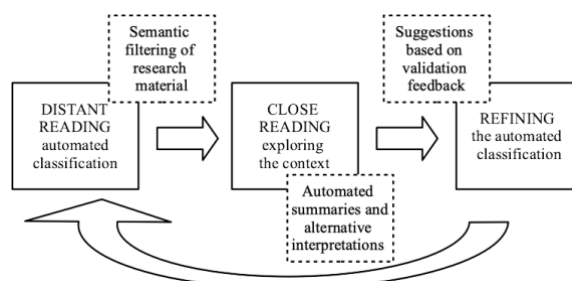 Semantic
filtering of
research
material
DISTANT
READING
automated
classification
CLOSE
READING
exploring
the context
Automated
summaries and
alternative
interpretations
Suggestions
based on
validation
feedback
REFINING
the automated
classification